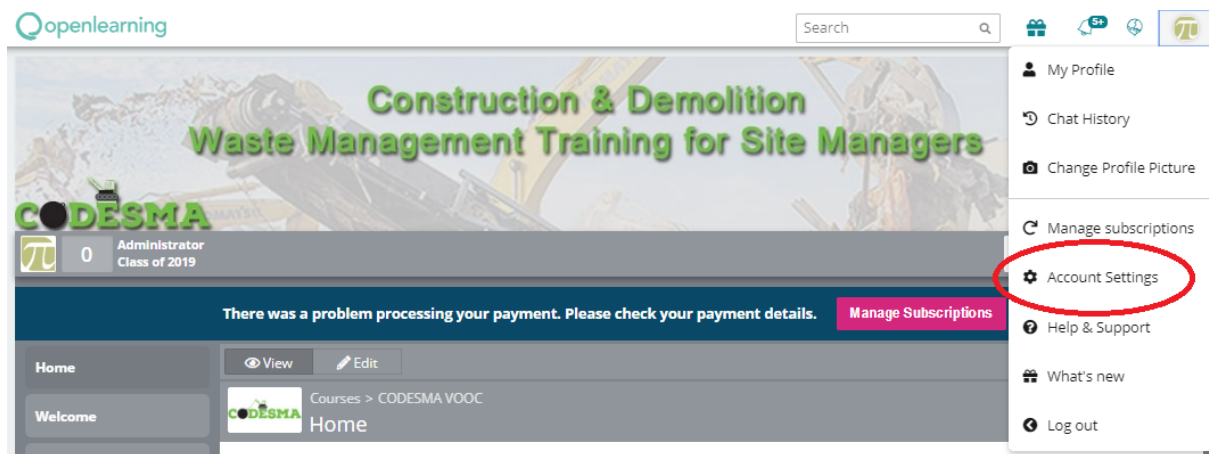 openlearning
Search
5+
π
Construction & Demolition
Waste Management Training for Site Managers
CODESMA
π
0
Administrator
Class of 2019
There was a problem processing your payment. Please check your payment details.
Manage Subscriptions
Home
Welcome
View
Edit
CODESMA
Courses > CODESMA VOOC
Home
My Profile
Chat History
Change Profile Picture
Manage subscriptions
Account Settings
Help & Support
What's new
Log out